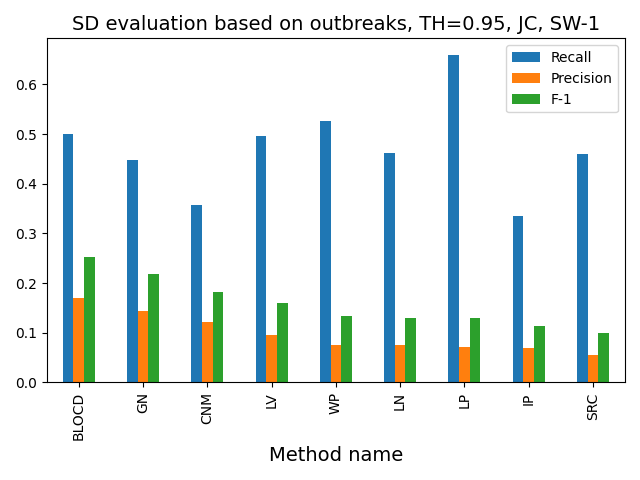 SD evaluation based on outbreaks, TH=0.95, JC, SW-1
Recall
Precision
F-1
0.6
0.5
0.4
0.3
0.2
0.1
0.0
BLOCD
GN
CNM
LV
WP
LN
LP
IP
SRC
Method name